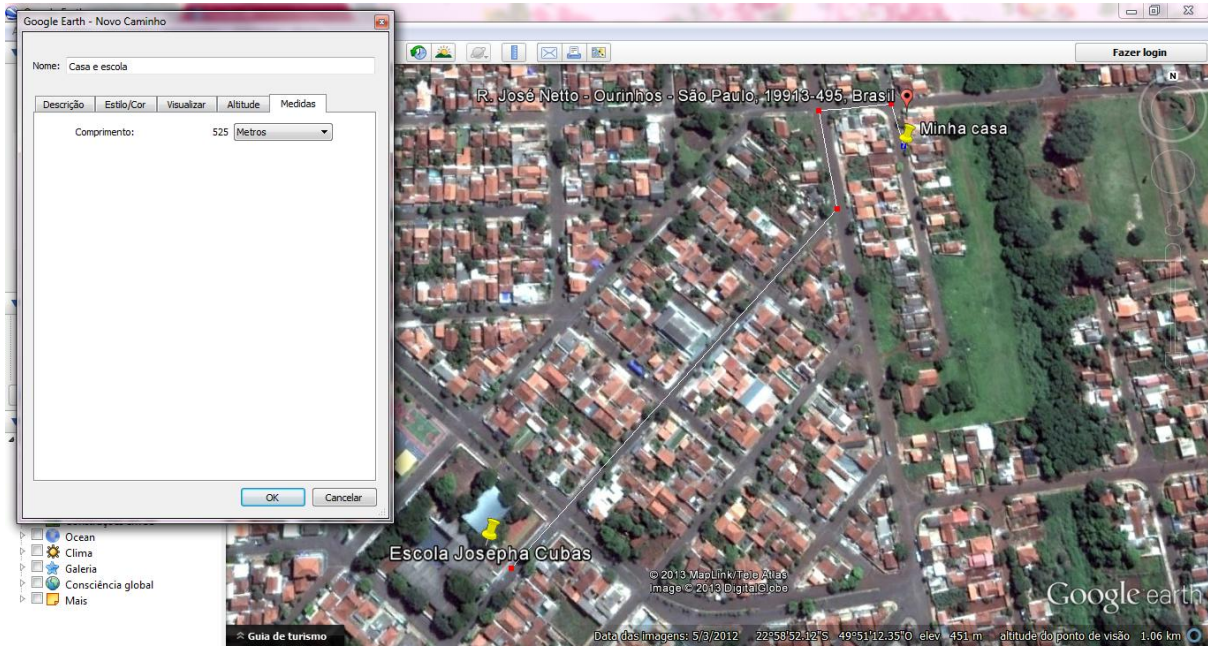 Google Earth - Novo Caminho
Nome: Casa e escola
Descrição Estilo/Cor Visualizar Altitude Medidas
Comprimento: 525 Metros
OK Cancelar
Fazer login
N
R. José Netto - Ourinhos - São Paulo, 19913-495, Brasil
Minha casa
Escola Josepha Cubas
Ocean
Clima
Galeria
Consciência global
Mais
© 2013 MapLink/Tele Atlas
Image © 2013 DigitalGlobe
Google earth
Guia de turismo
Data das imagens: 5/3/2012 22°58'52.12"S 49°51'12.35"O elev 451 m altitude do ponto de visão 1.06 km